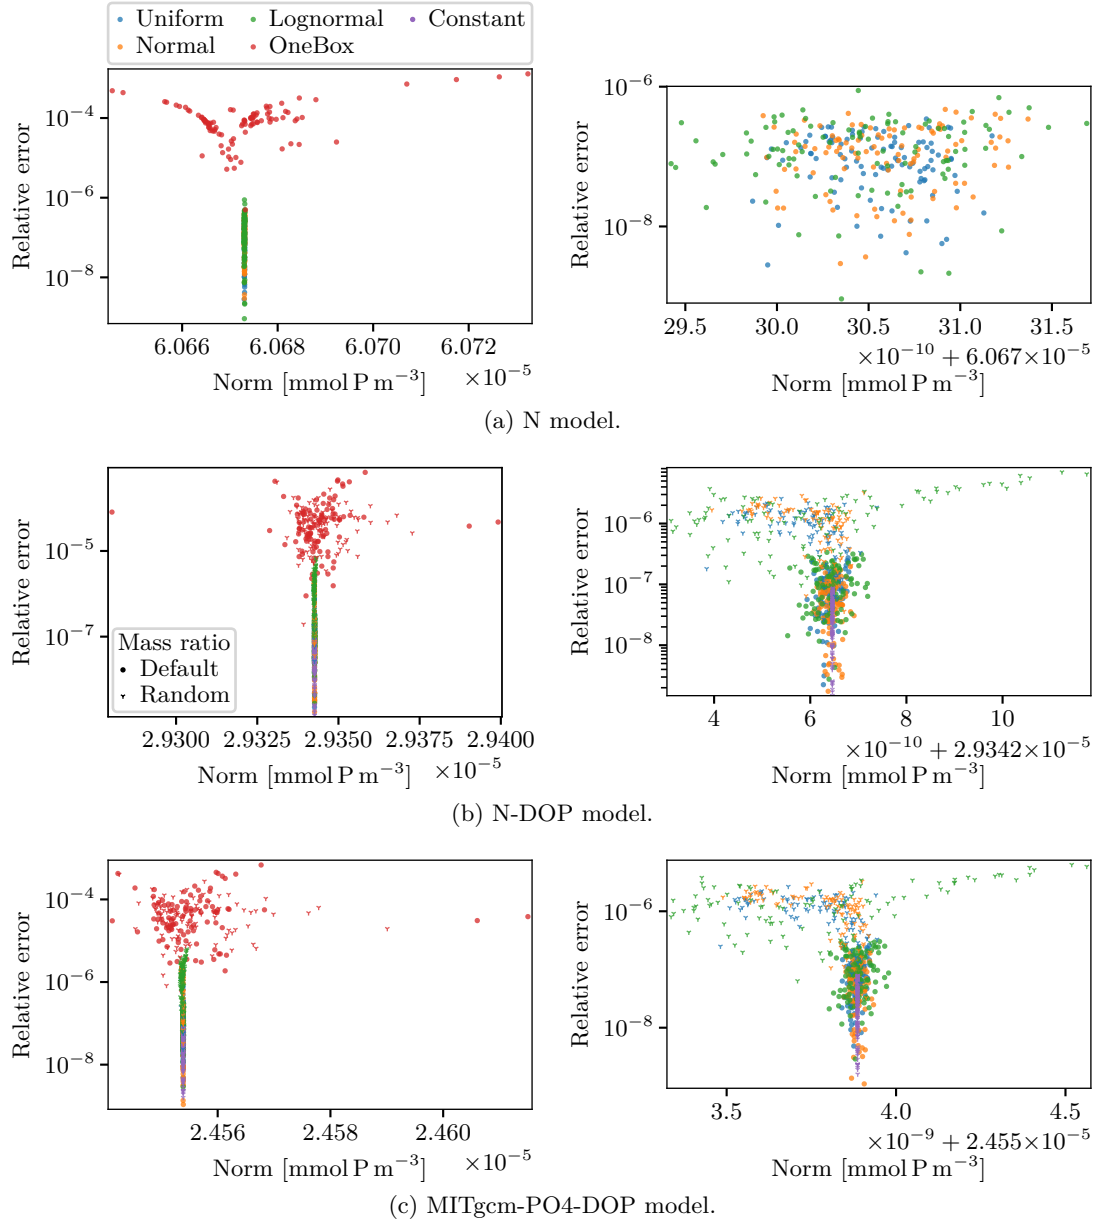 Uniform Lognormal Constant
Normal OneBox
Relative error
10⁻⁴
10⁻⁶
10⁻⁸
6.066 6.068 6.070 6.072
×10⁻⁵
Norm [mmol P m⁻³]
Relative error
10⁻⁶
10⁻⁸
29.5 30.0 30.5 31.0 31.5
×10⁻¹⁰ + 6.067×10⁻⁵
Norm [mmol P m⁻³]
(a) N model.
Relative error
10⁻⁵
10⁻⁷
Mass ratio
Default
Random
2.9300 2.9325 2.9350 2.9375 2.9400
×10⁻⁵
Norm [mmol P m⁻³]
Relative error
10⁻⁶
10⁻⁷
10⁻⁸
4 6 8 10
×10⁻¹⁰ + 2.9342×10⁻⁵
Norm [mmol P m⁻³]
(b) N-DOP model.
Relative error
10⁻⁴
10⁻⁶
10⁻⁸
2.456 2.458 2.460
×10⁻⁵
Norm [mmol P m⁻³]
Relative error
10⁻⁶
10⁻⁸
3.5 4.0 4.5
×10⁻⁹ + 2.455×10⁻⁵
Norm [mmol P m⁻³]
(c) MITgcm-PO4-DOP model.